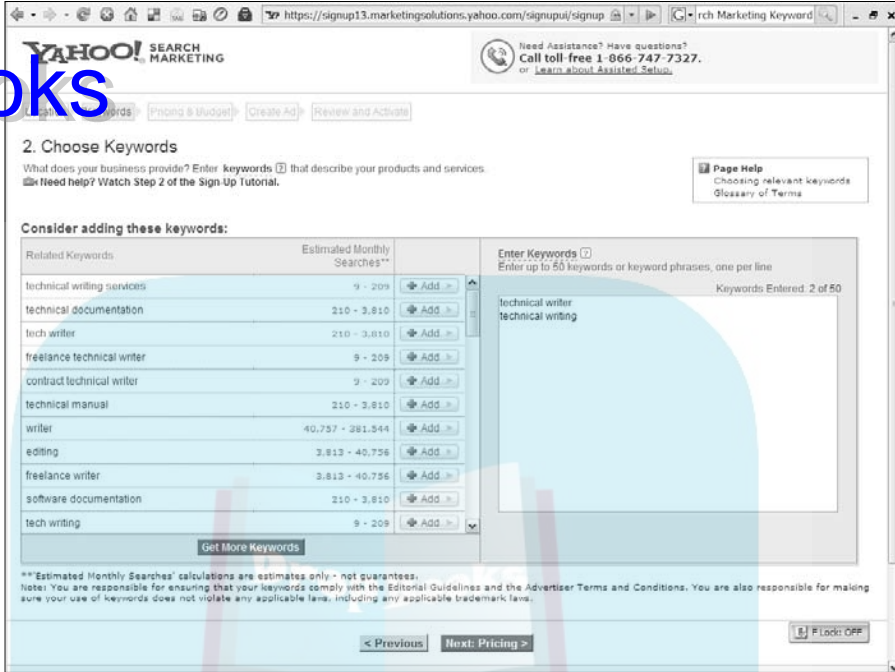 https://signup13.marketingsolutions.yahoo.com/signupui/signup
rch Marketing Keyword
YAHOO! SEARCH MARKETING
Need Assistance? Have questions?
Call toll-free 1-866-747-7327.
or Learn about Assisted Setup.
oks
Pricing & Budget
Create Ad
Review and Activate
2. Choose Keywords
What does your business provide? Enter keywords ? that describe your products and services.
Need help? Watch Step 2 of the Sign-Up Tutorial.
Page Help
Choosing relevant keywords
Glossary of Terms
Consider adding these keywords:
Related Keywords
Estimated Monthly Searches**
technical writing services 9 - 209 Add
technical documentation 210 - 3,810 Add
tech writer 210 - 3,810 Add
freelance technical writer 9 - 209 Add
contract technical writer 9 - 209 Add
technical manual 210 - 3,810 Add
writer 40,757 - 381,544 Add
editing 3,813 - 40,756 Add
freelance writer 3,813 - 40,756 Add
software documentation 210 - 3,810 Add
tech writing 9 - 209 Add
Get More Keywords
Enter Keywords ?
Enter up to 50 keywords or keyword phrases, one per line
Keywords Entered: 2 of 50
technical writer
technical writing
**'Estimated Monthly Searches' calculations are estimates only - not guarantees.
Note: You are responsible for ensuring that your keywords comply with the Editorial Guidelines and the Advertiser Terms and Conditions. You are also responsible for making
sure your use of keywords does not violate any applicable laws, including any applicable trademark laws.
< Previous
Next: Pricing >
F Lock: OFF